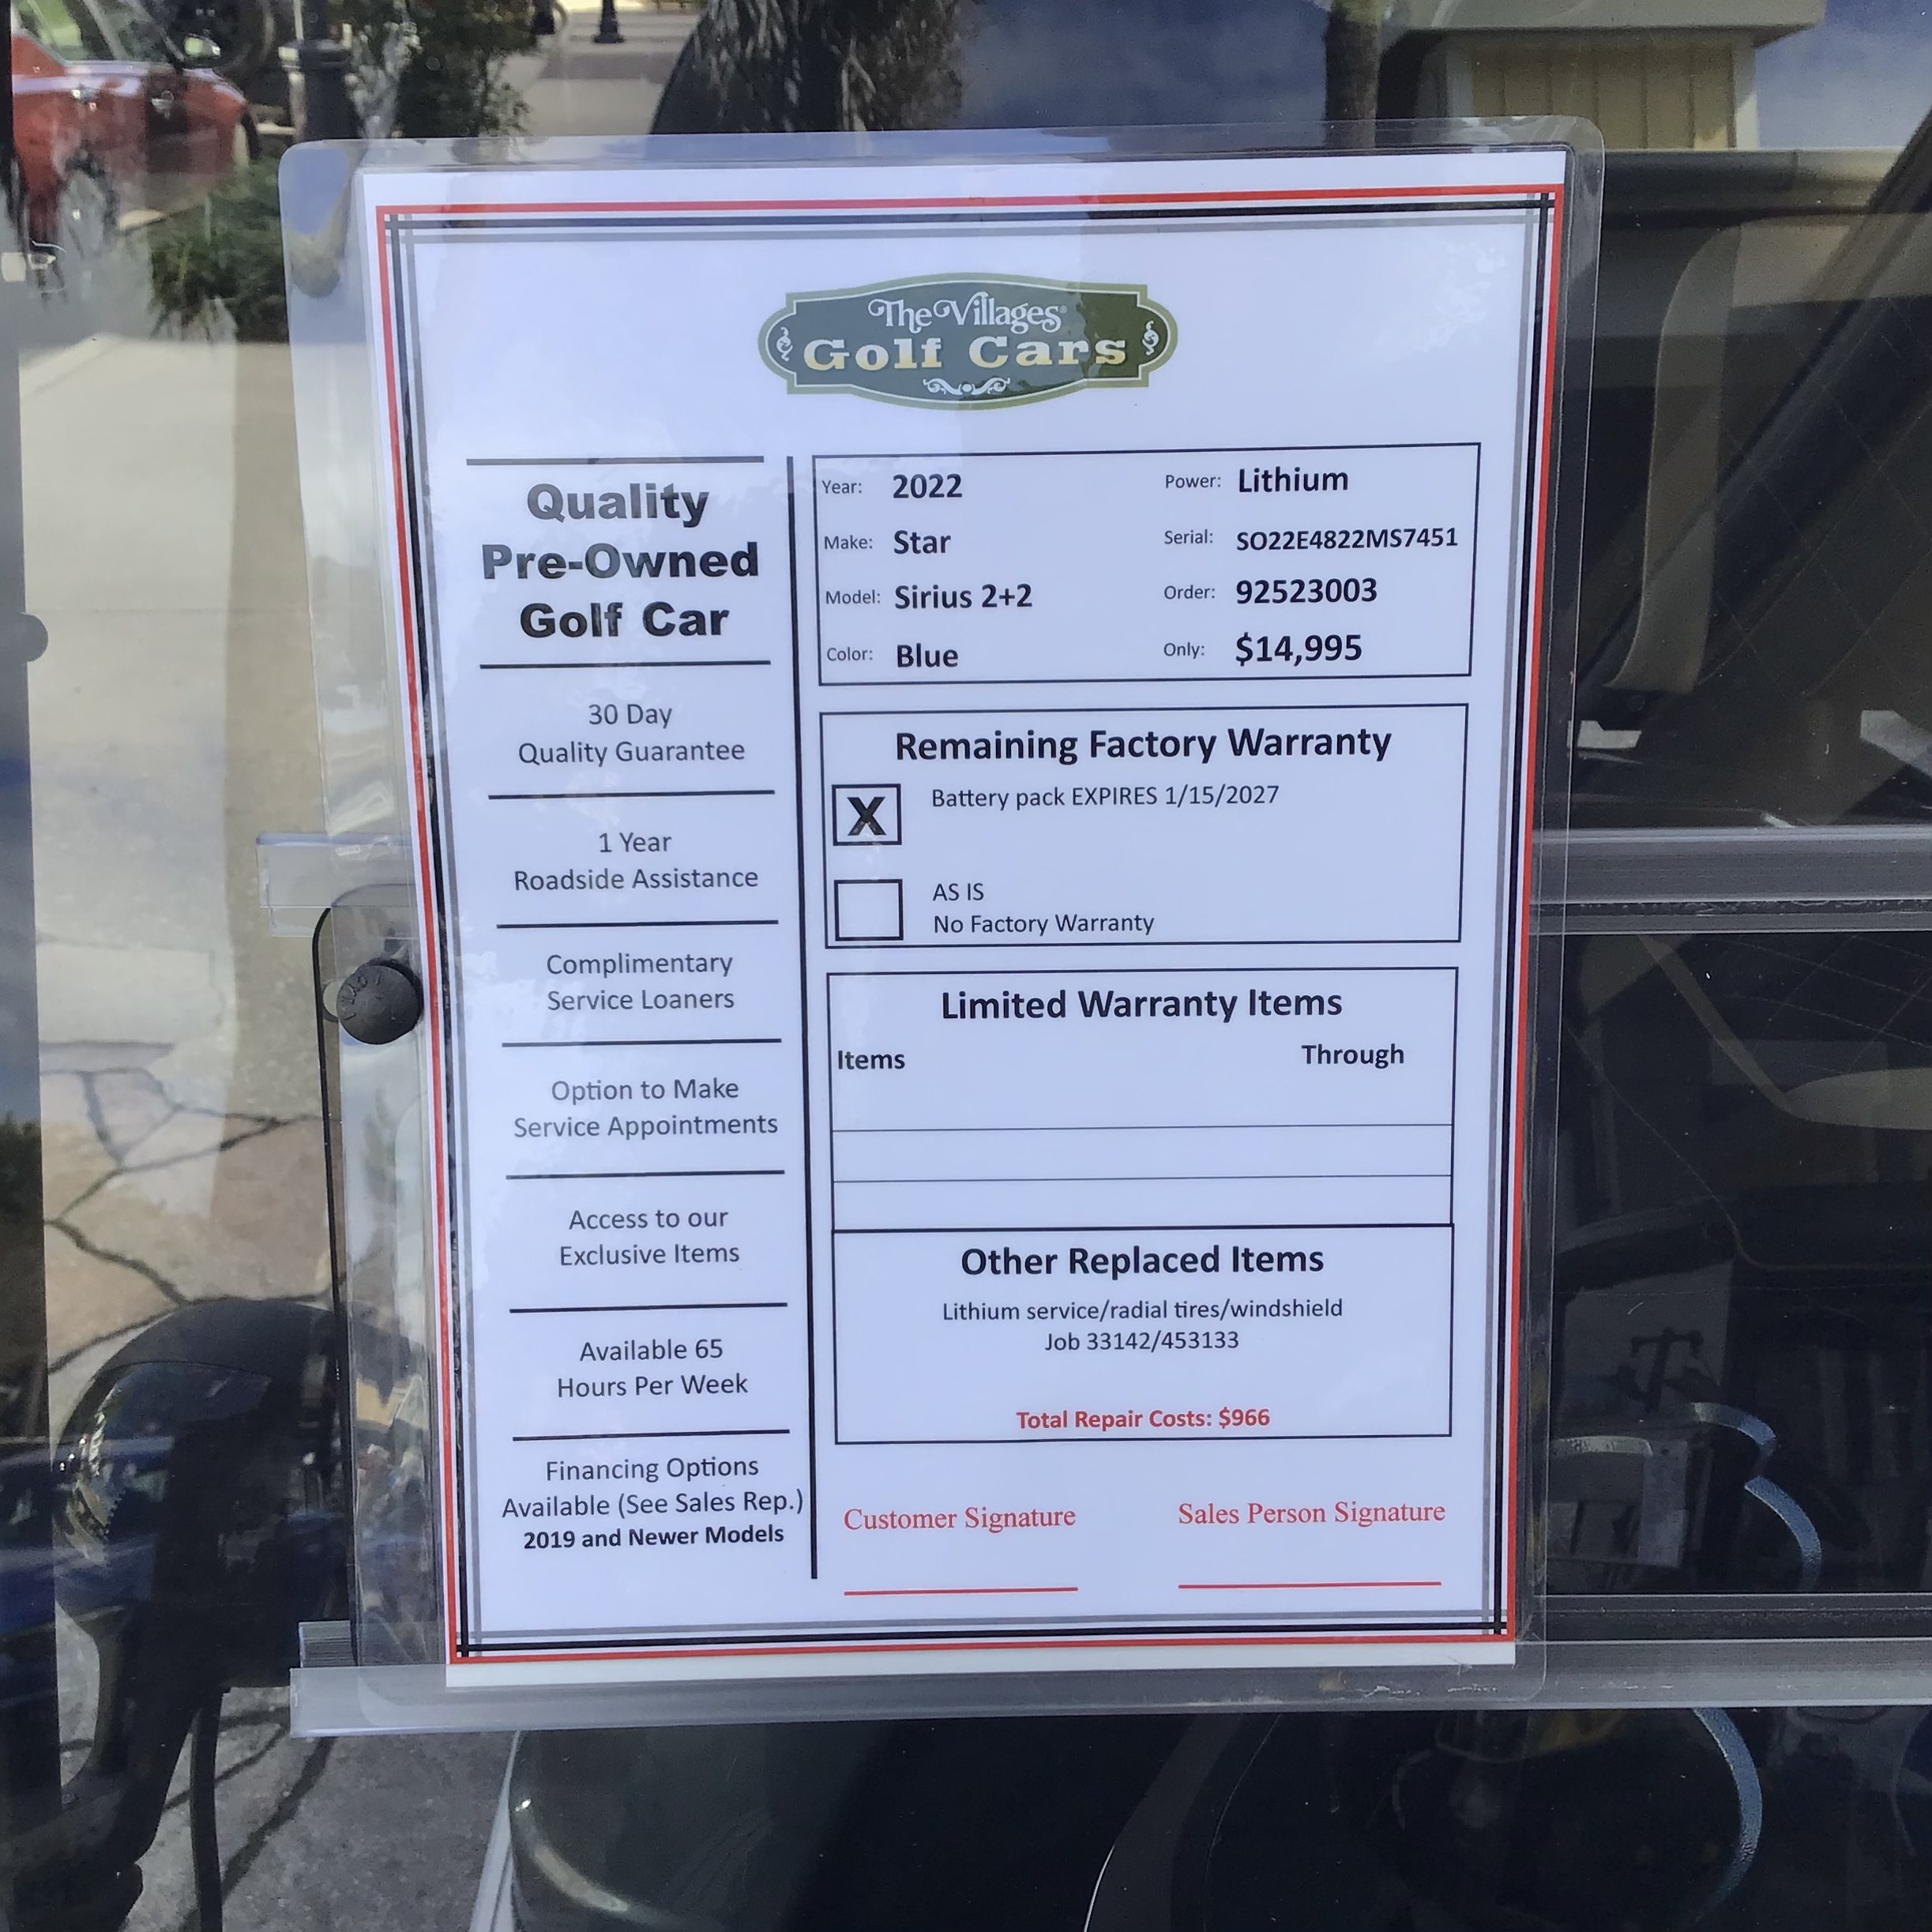 The Villages®
Golf Cars
Quality
Pre-Owned
Golf Car
30 Day
Quality Guarantee
1 Year
Roadside Assistance
Complimentary
Service Loaners
Option to Make
Service Appointments
Access to our
Exclusive Items
Available 65
Hours Per Week
Financing Options
Available (See Sales Rep.)
2019 and Newer Models
Year: 2022 Power: Lithium
Make: Star Serial: SO22E4822MS7451
Model: Sirius 2+2 Order: 92523003
Color: Blue Only: $14,995
Remaining Factory Warranty
X Battery pack EXPIRES 1/15/2027
AS IS
No Factory Warranty
Limited Warranty Items
Items Through
Other Replaced Items
Lithium service/radial tires/windshield
Job 33142/453133
Total Repair Costs: $966
Customer Signature Sales Person Signature